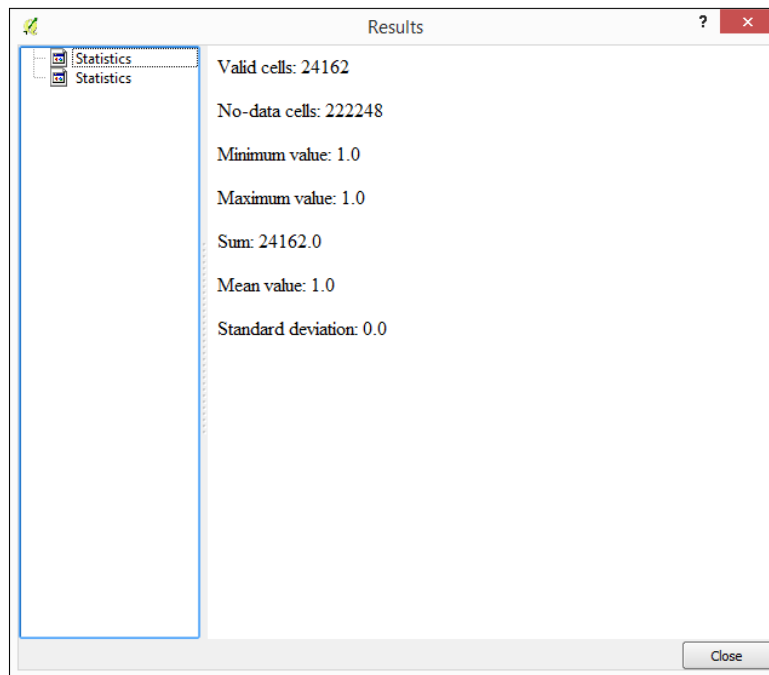 Results
?
×
Statistics
Statistics
Valid cells: 24162
No-data cells: 222248
Minimum value: 1.0
Maximum value: 1.0
Sum: 24162.0
Mean value: 1.0
Standard deviation: 0.0
Close